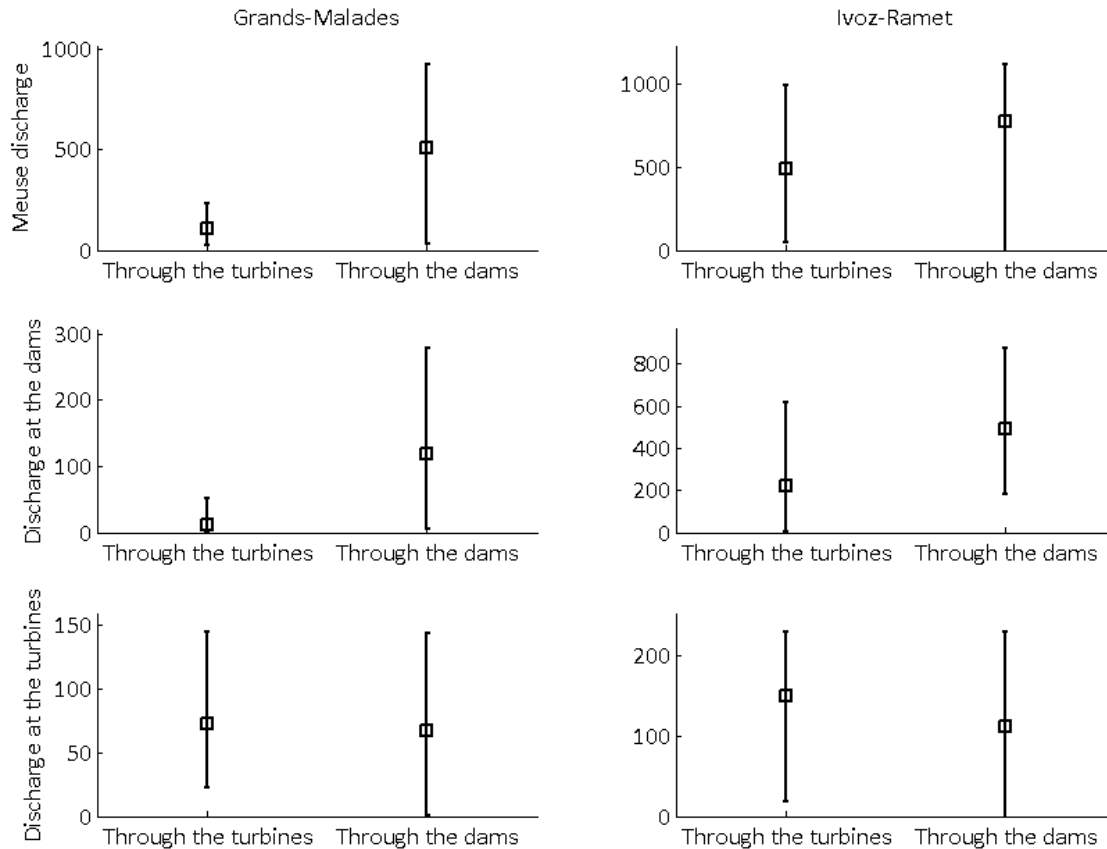 Grands-Malades
Ivoz-Ramet
Meuse discharge
1000
500
0
Through the turbines
Through the dams
1000
500
0
Through the turbines
Through the dams
Discharge at the dams
300
200
100
0
Through the turbines
Through the dams
800
600
400
200
0
Through the turbines
Through the dams
Discharge at the turbines
150
100
50
0
Through the turbines
Through the dams
200
100
0
Through the turbines
Through the dams